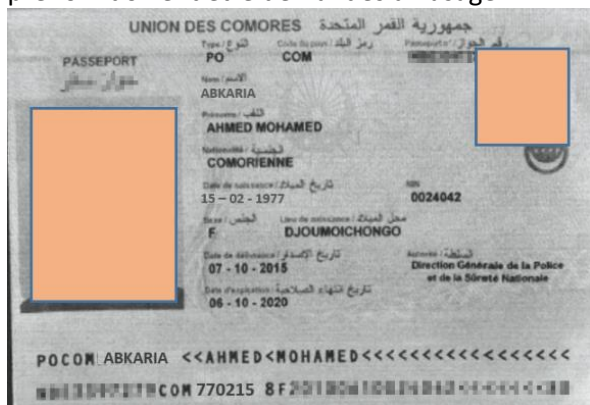 UNION DES COMORES جمهورية القمر المتحدة
PASSEPORT
Type / النوع
Code du pays / رمز البلد
Passeport n° / رقم الجواز
PO
COM
Nom / الاسم
ABKARIA
Prénoms / اللقب
AHMED MOHAMED
Nationalité / الجنسية
COMORIENNE
Date de naissance / تاريخ الميلاد
NIN
15 – 02 - 1977
0024042
Sexe / الجنس
Lieu de naissance / محل الميلاد
F
DJOUMOICHONGO
Date de délivrance / تاريخ الإصدار
Autorité / السلطة
07 - 10 - 2015
Direction Générale de la Police
et de la Sûreté Nationale
Date d'expiration / تاريخ انتهاء الصلاحية
06 - 10 - 2020
POCOM ABKARIA <<AHMED<MOHAMED<<<<<<<<<<<<<<<<<<
COM 770215 8F